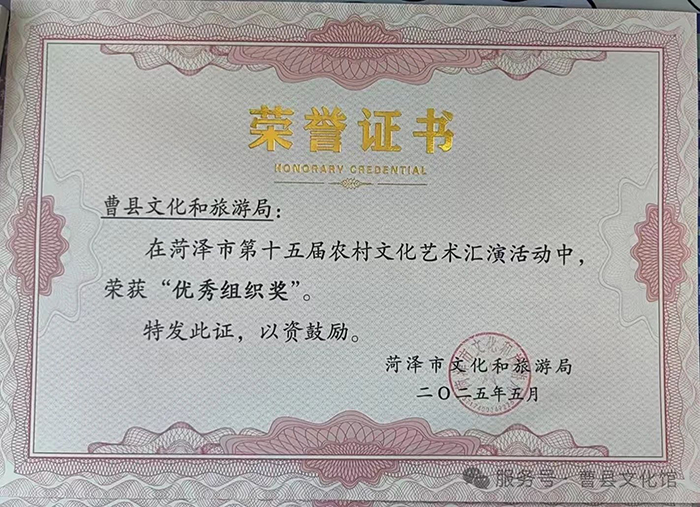 荣誉证书
HONORARY CREDENTIAL
曹县文化和旅游局：
在菏泽市第十五届农村文化艺术汇演活动中，
荣获“优秀组织奖”。
特发此证，以资鼓励。
菏泽市文化和旅游局
二〇二五年五月
服务号·曹县文化馆